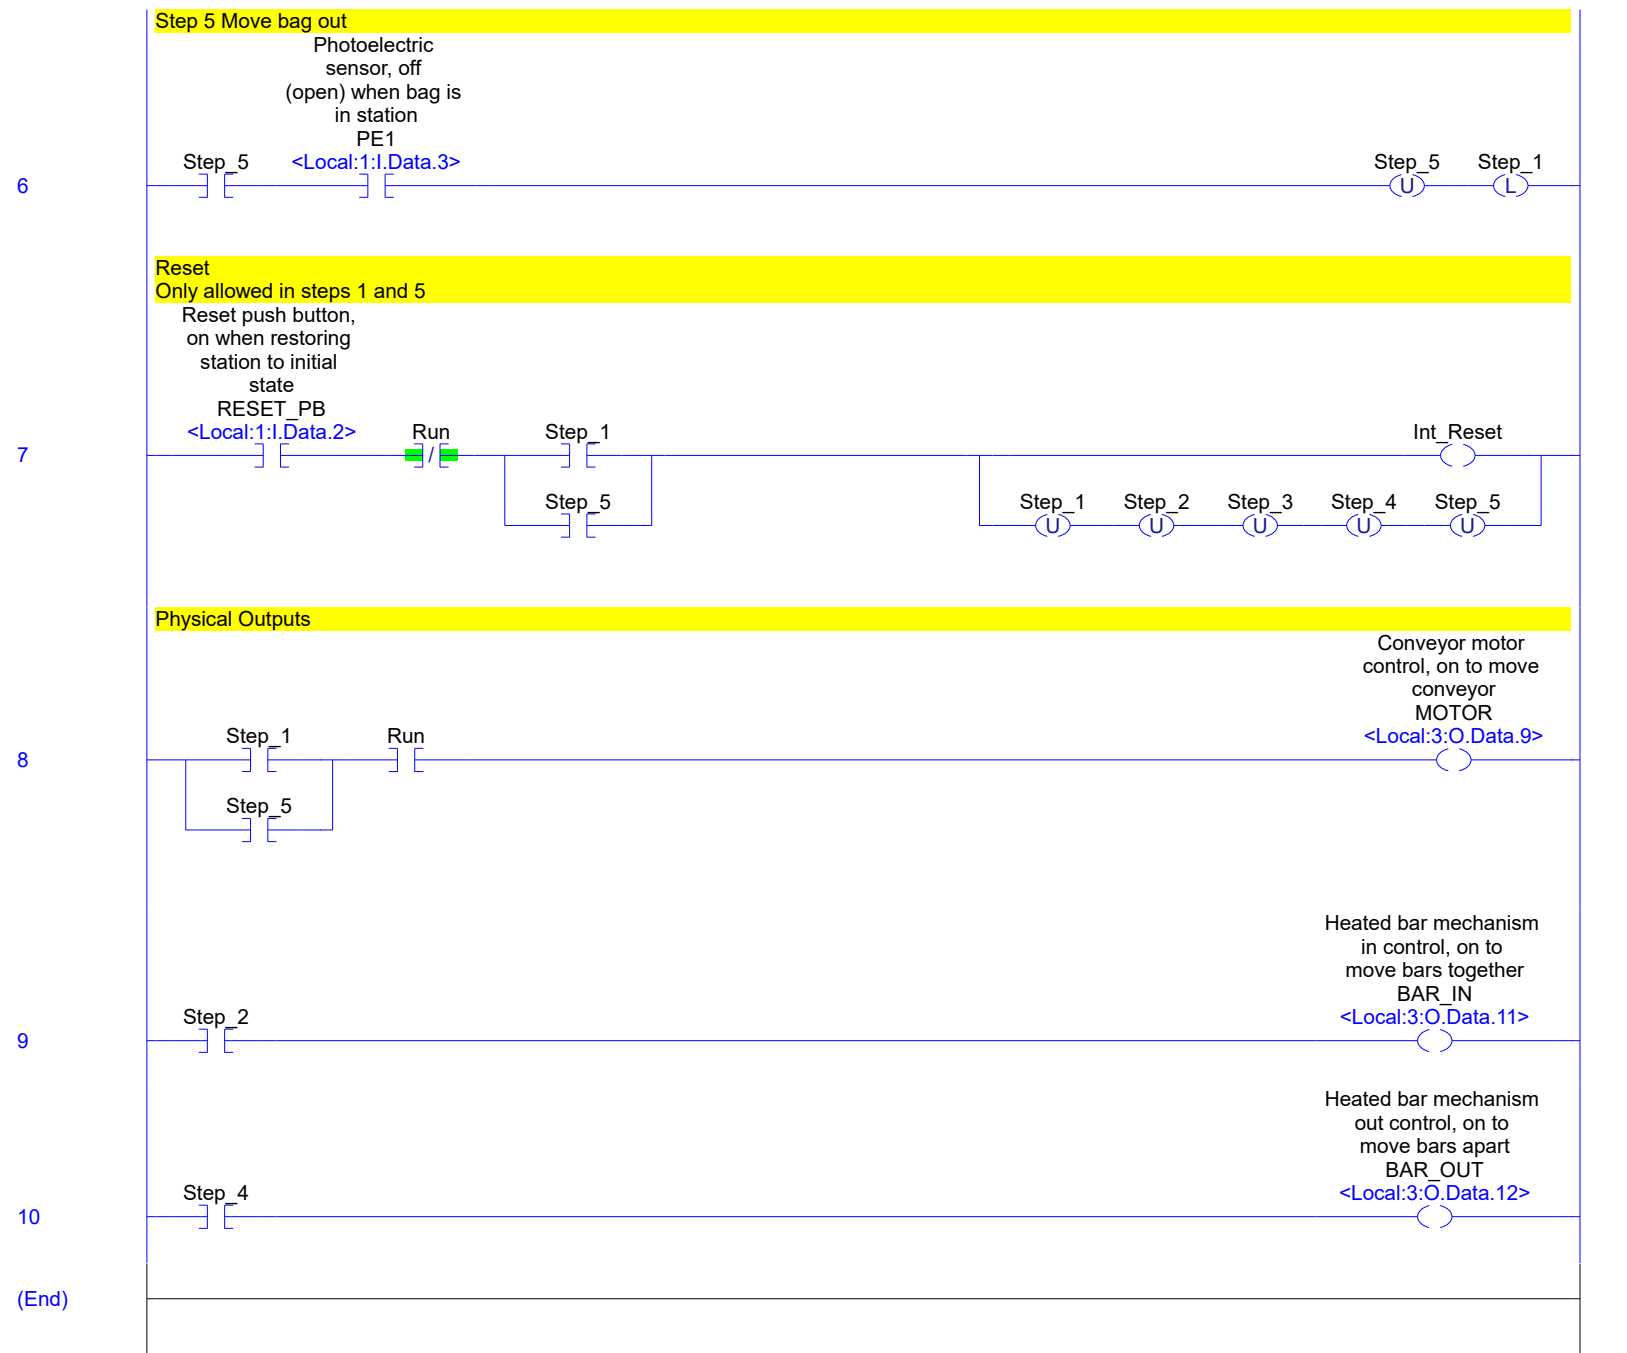 Step 5 Move bag out
Photoelectric
sensor, off
(open) when bag is
in station
PE1
Step_5 <Local:1:I.Data.3> Step_5 Step_1
6 U L
Reset
Only allowed in steps 1 and 5
Reset push button,
on when restoring
station to initial
state
RESET_PB
<Local:1:I.Data.2> Run Step_1 Int_Reset
7 /
Step_5 Step_1 Step_2 Step_3 Step_4 Step_5
U U U U U
Physical Outputs
Conveyor motor
control, on to move
conveyor
MOTOR
Step_1 Run <Local:3:O.Data.9>
8
Step_5
Heated bar mechanism
in control, on to
move bars together
BAR_IN
Step_2 <Local:3:O.Data.11>
9
Heated bar mechanism
out control, on to
move bars apart
BAR_OUT
Step_4 <Local:3:O.Data.12>
10
(End)